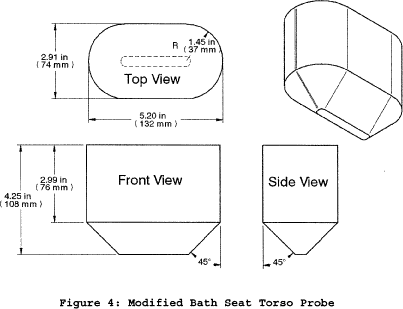 2.91 in
(74 mm)
R 1.45 in
(37 mm)
Top View
5.20 in
(132 mm)
4.25 in
(108 mm)
2.99 in
(76 mm)
Front View
45°
Side View
45°
Figure 4: Modified Bath Seat Torso Probe